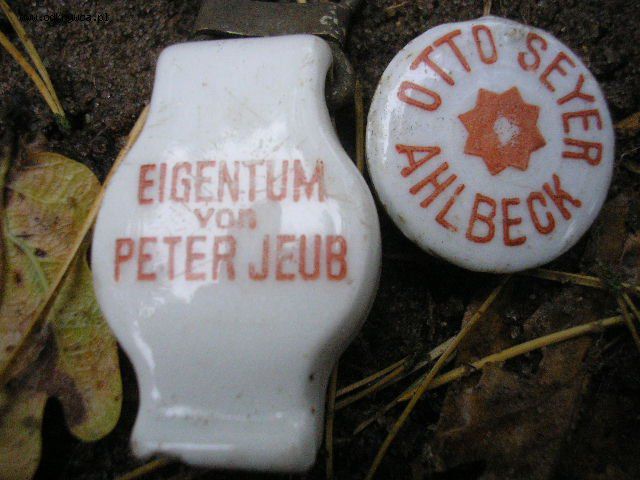 EIGENTUM
von
PETER JEUB
OTTO SEYER
AHLBECK